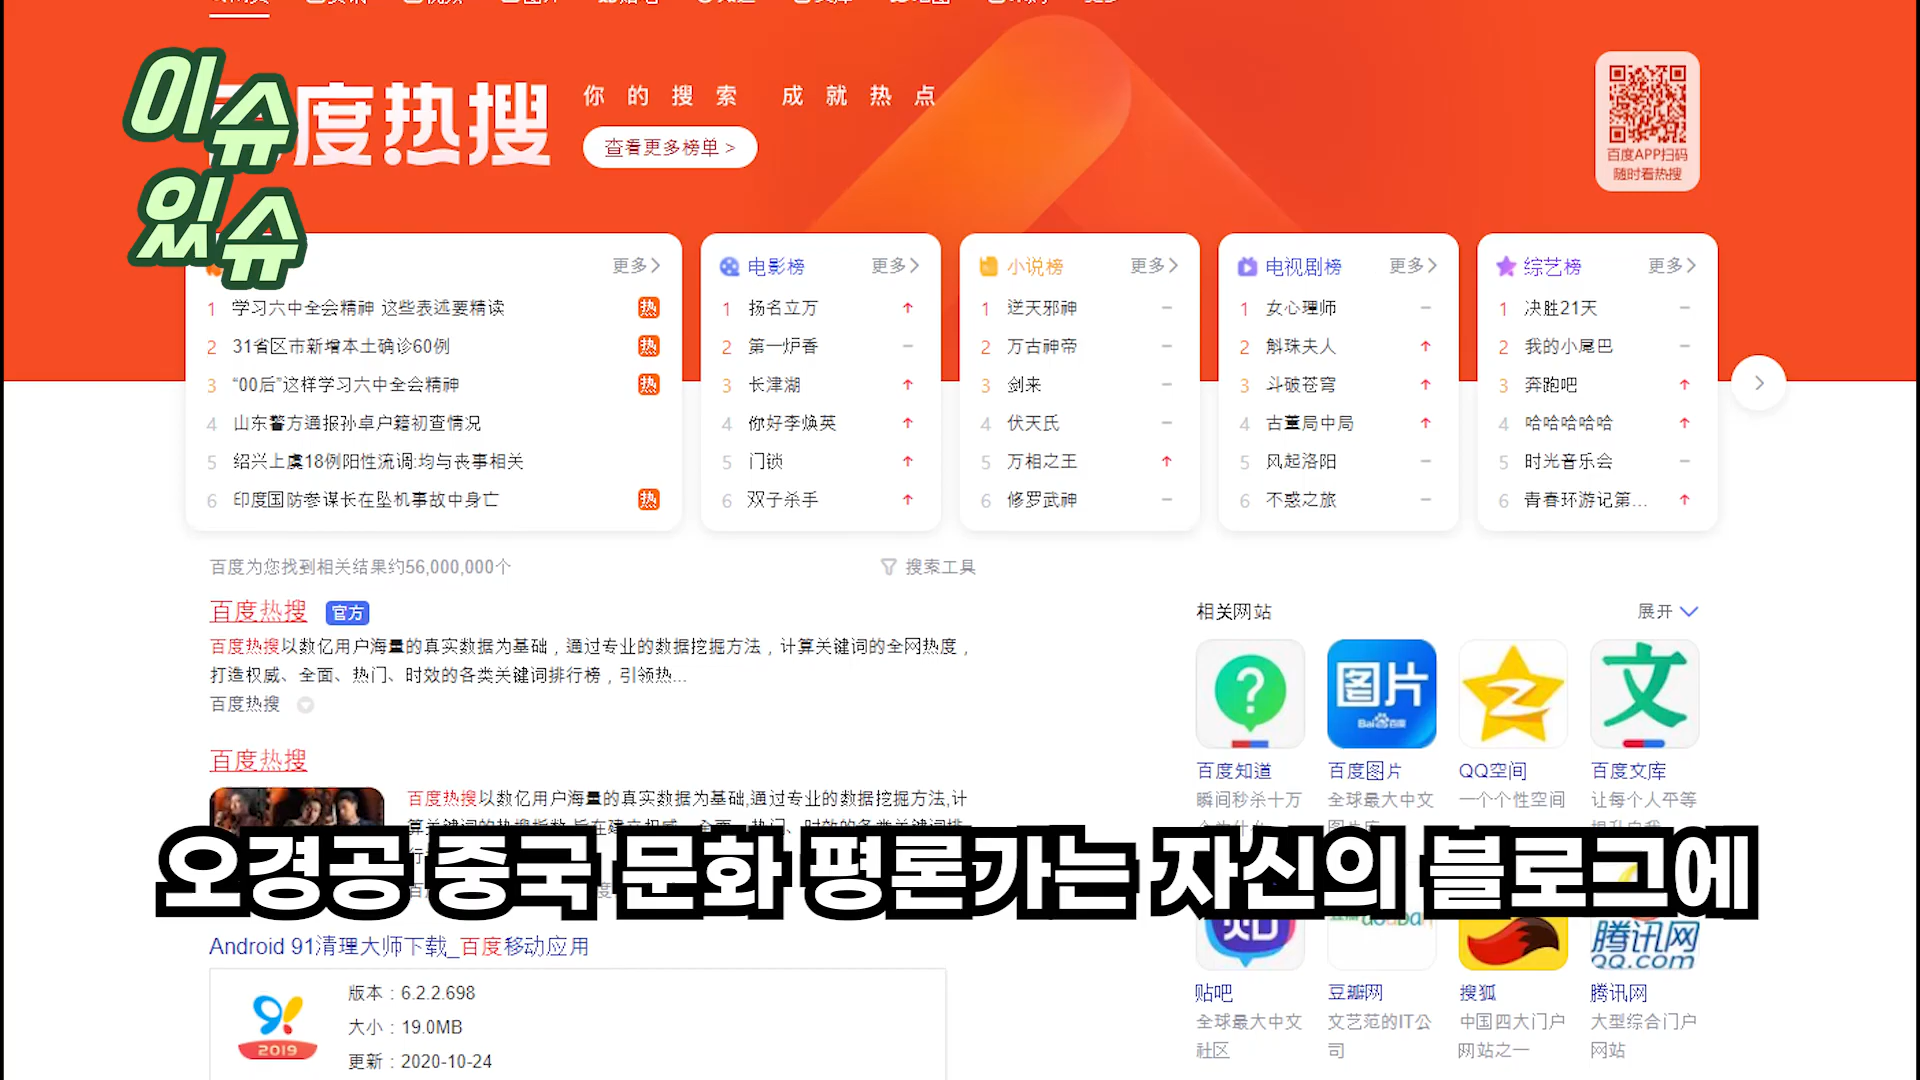 이슈
있슈
度热搜
你的搜索 成就热点
查看更多榜单 >
百度APP扫码
随时看热搜
更多>
1 学习六中全会精神 这些表述要精读 热
2 31省区市新增本土确诊60例 热
3 “00后”这样学习六中全会精神 热
4 山东警方通报孙卓户籍初查情况
5 绍兴上虞18例阳性流调:均与丧事相关
6 印度国防参谋长在坠机事故中身亡 热
电影榜 更多>
1 扬名立万
2 第一炉香
3 长津湖
4 你好李焕英
5 门锁
6 双子杀手
小说榜 更多>
1 逆天邪神
2 万古神帝
3 剑来
4 伏天氏
5 万相之王
6 修罗武神
电视剧榜 更多>
1 女心理师
2 斛珠夫人
3 斗破苍穹
4 古董局中局
5 风起洛阳
6 不惑之旅
综艺榜 更多>
1 决胜21天
2 我的小尾巴
3 奔跑吧
4 哈哈哈哈哈
5 时光音乐会
6 青春环游记第...
百度为您找到相关结果约56,000,000个
搜索工具
百度热搜 官方
百度热搜以数亿用户海量的真实数据为基础，通过专业的数据挖掘方法，计算关键词的全网热度，
打造权威、全面、热门、时效的各类关键词排行榜，引领热...
百度热搜
百度热搜
百度热搜以数亿用户海量的真实数据为基础,通过专业的数据挖掘方法,计
오경공 중국 문화 평론가는 자신의 블로그에
Android 91清理大师下载_百度移动应用
2019
版本：6.2.2.698
大小：19.0MB
更新：2020-10-24
相关网站 展开
图片
Bai百度
文
百度知道
瞬间秒杀十万
百度图片
全球最大中文
QQ空间
一个个性空间
百度文库
让每个人平等
腾讯网
QQ.com
贴吧
全球最大中文
社区
豆瓣网
文艺范的IT公
司
搜狐
中国四大门户
网站之一
腾讯网
大型综合门户
网站